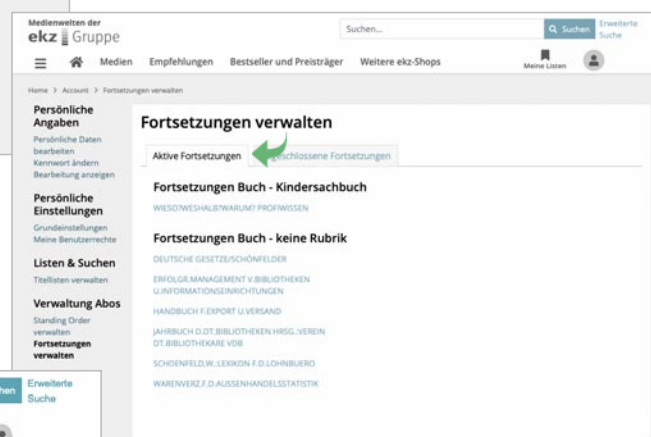 Medienwelten der
ekz Gruppe
Suchen...
Suchen
Erweiterte
Suche
Medien Empfehlungen Bestseller und Preisträger Weitere ekz-Shops
Meine Listen
Home > Account > Fortsetzungen verwalten
Persönliche
Angaben
Persönliche Daten
bearbeiten
Kennwort ändern
Bearbeitung anzeigen
Persönliche
Einstellungen
Grundeinstellungen
Meine Benutzerrechte
Listen & Suchen
Titellisten verwalten
Verwaltung Abos
Standing Order
verwalten
Fortsetzungen
verwalten
Fortsetzungen verwalten
Aktive Fortsetzungen
geschlossene Fortsetzungen
Fortsetzungen Buch - Kindersachbuch
WIESO?WESHALB?WARUM? PROFIWISSEN
Fortsetzungen Buch - keine Rubrik
DEUTSCHE GESETZE/SCHÖNFELDER
ERFOLGR.MANAGEMENT V.BIBLIOTHEKEN
U.INFORMATIONSEINRICHTUNGEN
HANDBUCH F.EXPORT U.VERSAND
JAHRBUCH D.DT.BIBLIOTHEKEN HRSG.:VEREIN
DT.BIBLIOTHEKARE VDB
SCHOENFELD,W.:LEXIKON F.D.LOHNBUERO
WARENVERZ.F.D.AUSSENHANDELSSTATISTIK
hen
Erweiterte
Suche